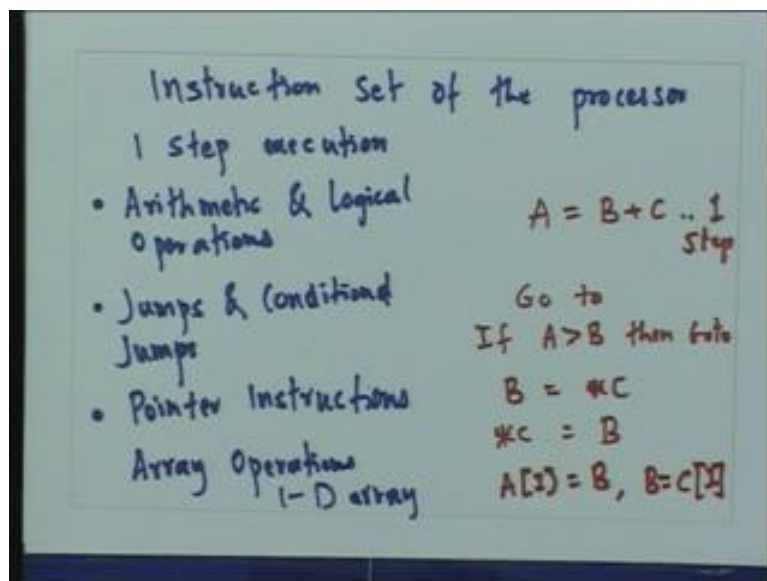 Instruction Set of the processor
1 step execution
• Arithmetic & Logical
Operations
A = B + C .. 1
step
• Jumps & Conditional
Jumps
Go to
If A > B then Goto
• Pointer Instructions
B = *C
*C = B
Array Operations
1-D array
A[I] = B, B = C[I]